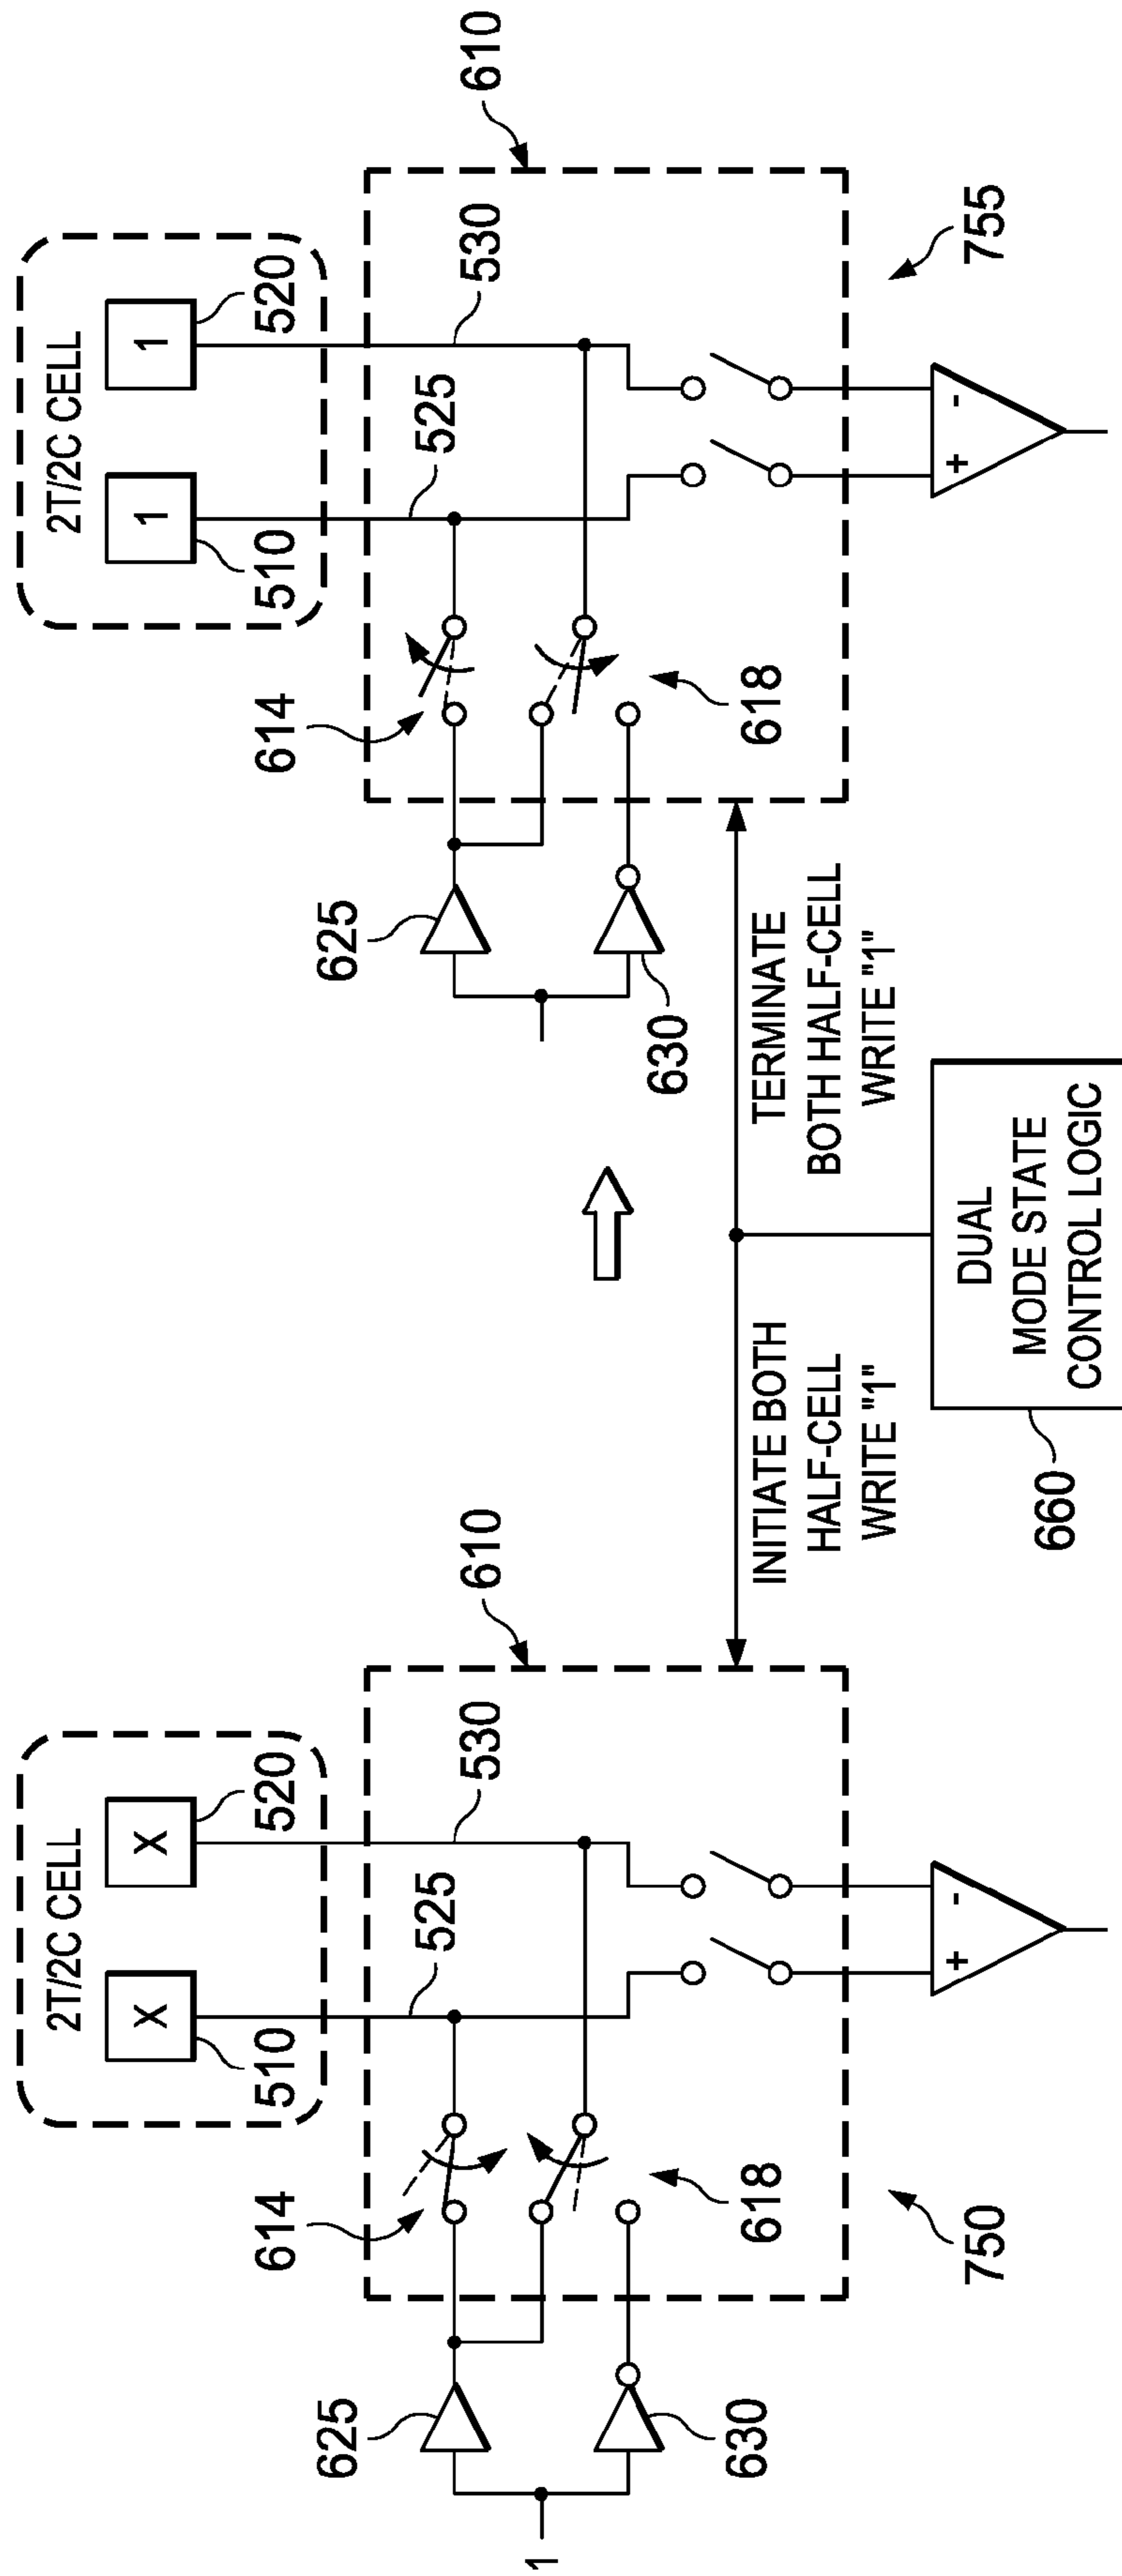 2T/2C CELL
X
X
510
520
525
530
610
614
618
625
630
1
750
INITIATE BOTH
HALF-CELL
WRITE "1"
+
-
660
DUAL
MODE STATE
CONTROL LOGIC
TERMINATE
BOTH HALF-CELL
WRITE "1"
2T/2C CELL
1
1
510
520
525
530
610
614
618
625
630
755
+
-